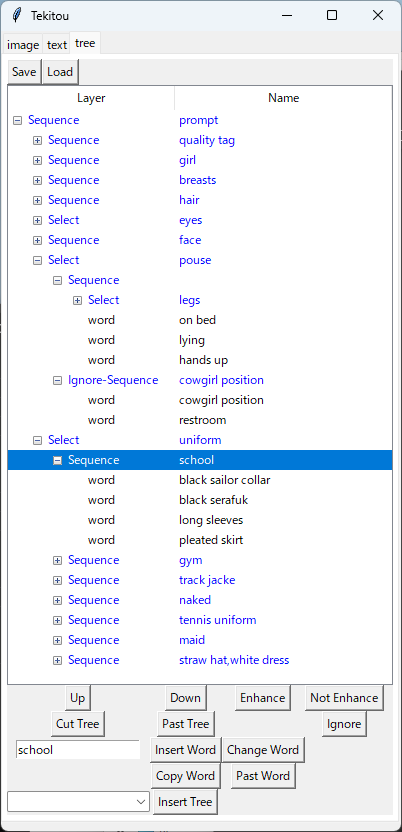 Tekitou
image text tree
Save Load
Layer Name
Sequence prompt
Sequence quality tag
Sequence girl
Sequence breasts
Sequence hair
Select eyes
Sequence face
Select pouse
Sequence
Select legs
word on bed
word lying
word hands up
Ignore-Sequence cowgirl position
word cowgirl position
word restroom
Select uniform
Sequence school
word black sailor collar
word black serafuk
word long sleeves
word pleated skirt
Sequence gym
Sequence track jacke
Sequence naked
Sequence tennis uniform
Sequence maid
Sequence straw hat,white dress
Up Down Enhance Not Enhance
Cut Tree Past Tree Ignore
school Insert Word Change Word
Copy Word Past Word
Insert Tree